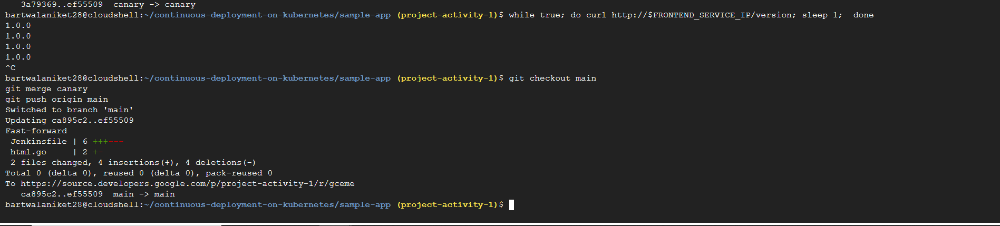 3a79369..ef55509  canary -> canary
bartwalaniket28@cloudshell:~/continuous-deployment-on-kubernetes/sample-app (project-activity-1)$ while true; do curl http://$FRONTEND_SERVICE_IP/version; sleep 1;  done
1.0.0
1.0.0
1.0.0
1.0.0
^C
bartwalaniket28@cloudshell:~/continuous-deployment-on-kubernetes/sample-app (project-activity-1)$ git checkout main
git merge canary
git push origin main
Switched to branch 'main'
Updating ca895c2..ef55509
Fast-forward
 Jenkinsfile | 6 +++---
 html.go     | 2 +-
 2 files changed, 4 insertions(+), 4 deletions(-)
Total 0 (delta 0), reused 0 (delta 0), pack-reused 0
To https://source.developers.google.com/p/project-activity-1/r/gceme
   ca895c2..ef55509  main -> main
bartwalaniket28@cloudshell:~/continuous-deployment-on-kubernetes/sample-app (project-activity-1)$